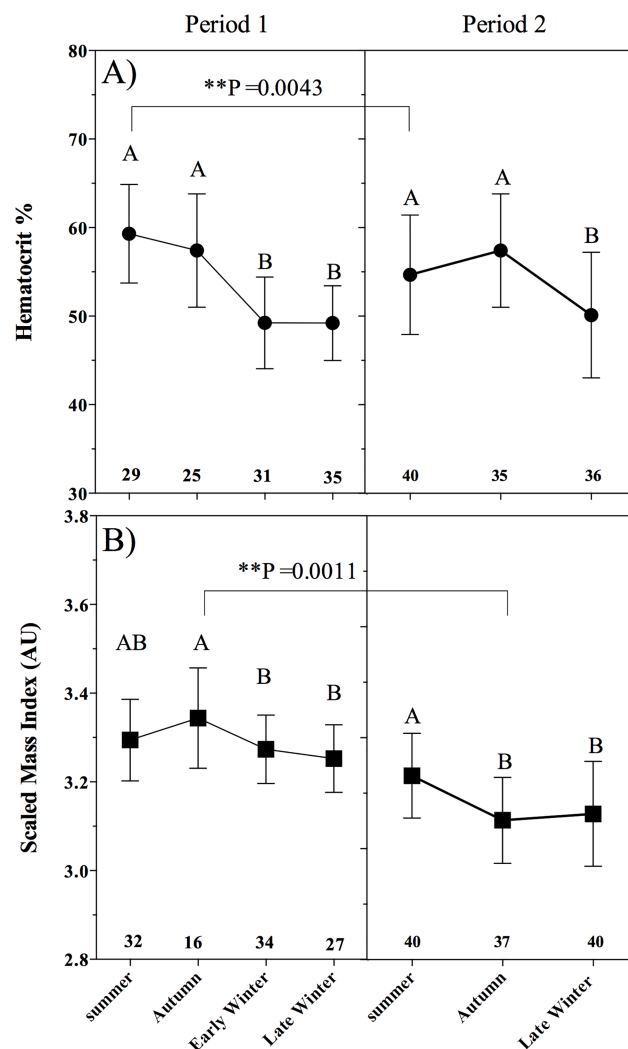 Period 1 Period 2
A)
**P=0.0043
80
70
60
50
40
30
Hematocrit %
A A B B A A B
29 25 31 35 40 35 36
B)
**P=0.0011
3.8
3.6
3.4
3.2
3.0
2.8
Scaled Mass Index (AU)
AB A B B A B B
32 16 34 27 40 37 40
summer Autumn Early Winter Late Winter summer Autumn Late Winter